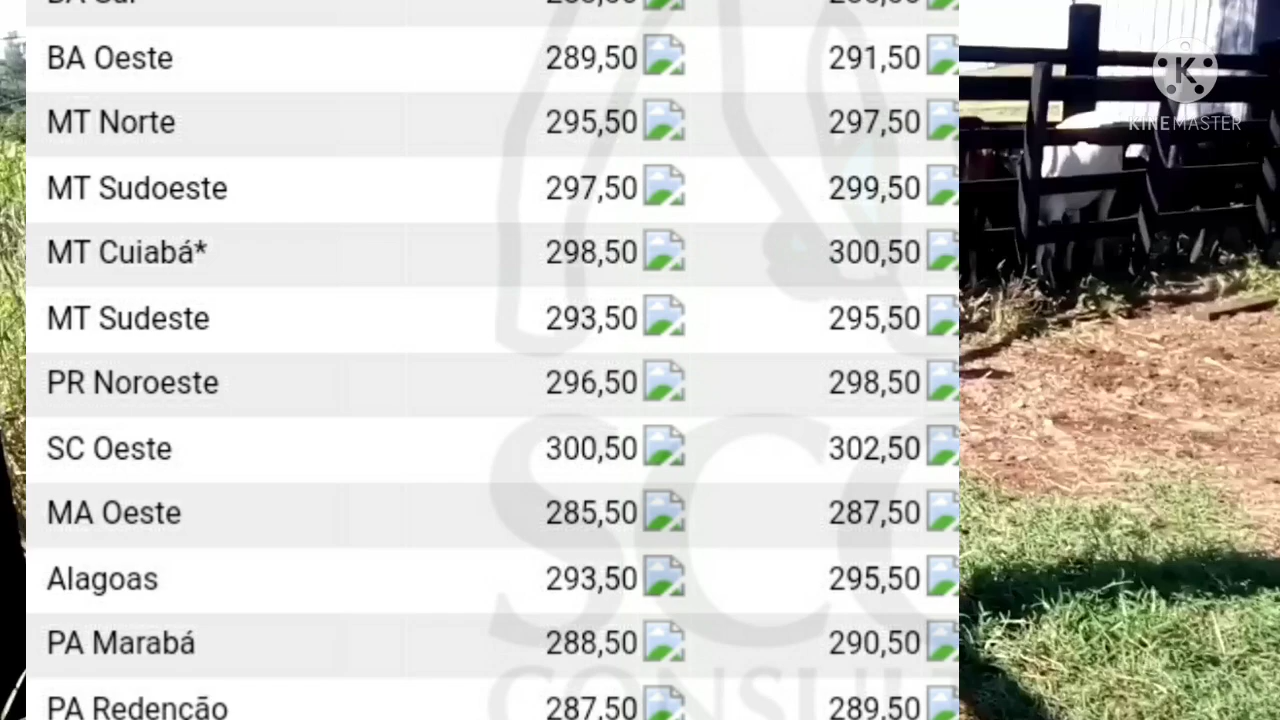 BA Oeste 289,50 291,50
MT Norte 295,50 297,50
MT Sudoeste 297,50 299,50
MT Cuiabá* 298,50 300,50
MT Sudeste 293,50 295,50
PR Noroeste 296,50 298,50
SC Oeste 300,50 302,50
MA Oeste 285,50 287,50
Alagoas 293,50 295,50
PA Marabá 288,50 290,50
PA Redenção 287,50 289,50
K
KINEMASTER
SCO
CONSUL